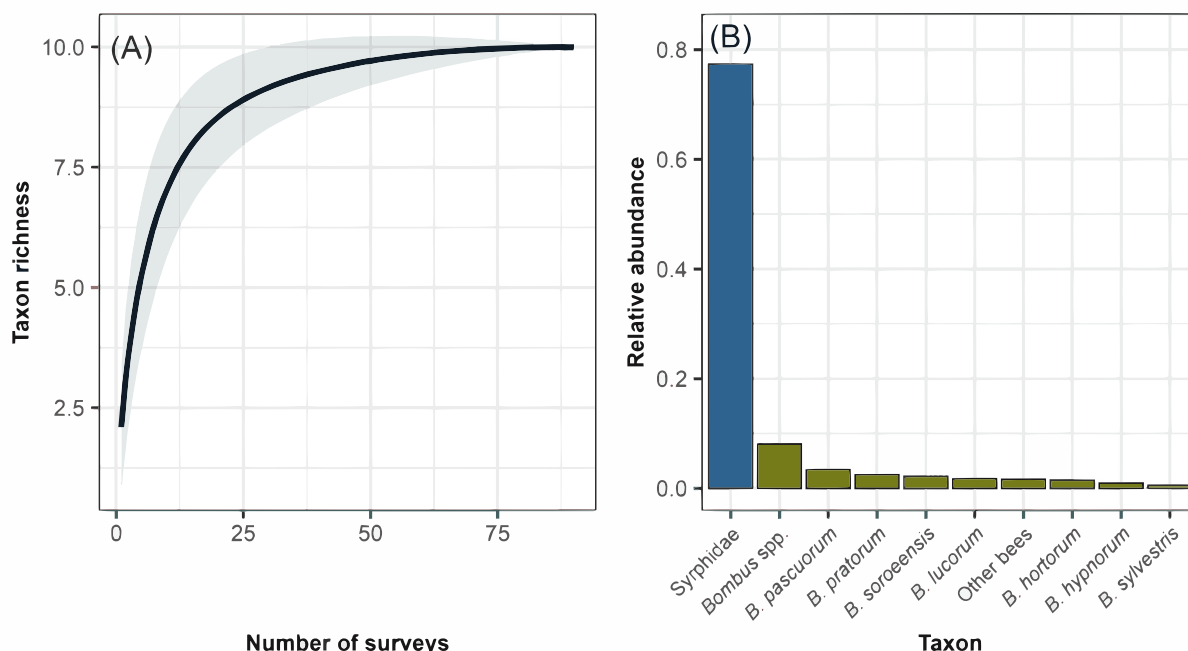 (A)
10.0
7.5
5.0
2.5
Taxon richness
0 25 50 75
Number of surveys
(B)
0.8
0.6
0.4
0.2
0.0
Relative abundance
Syrphidae
Bombus spp.
B. pascuorum
B. pratorum
B. soroeensis
B. lucorum
Other bees
B. hortorum
B. hypnorum
B. sylvestris
Taxon